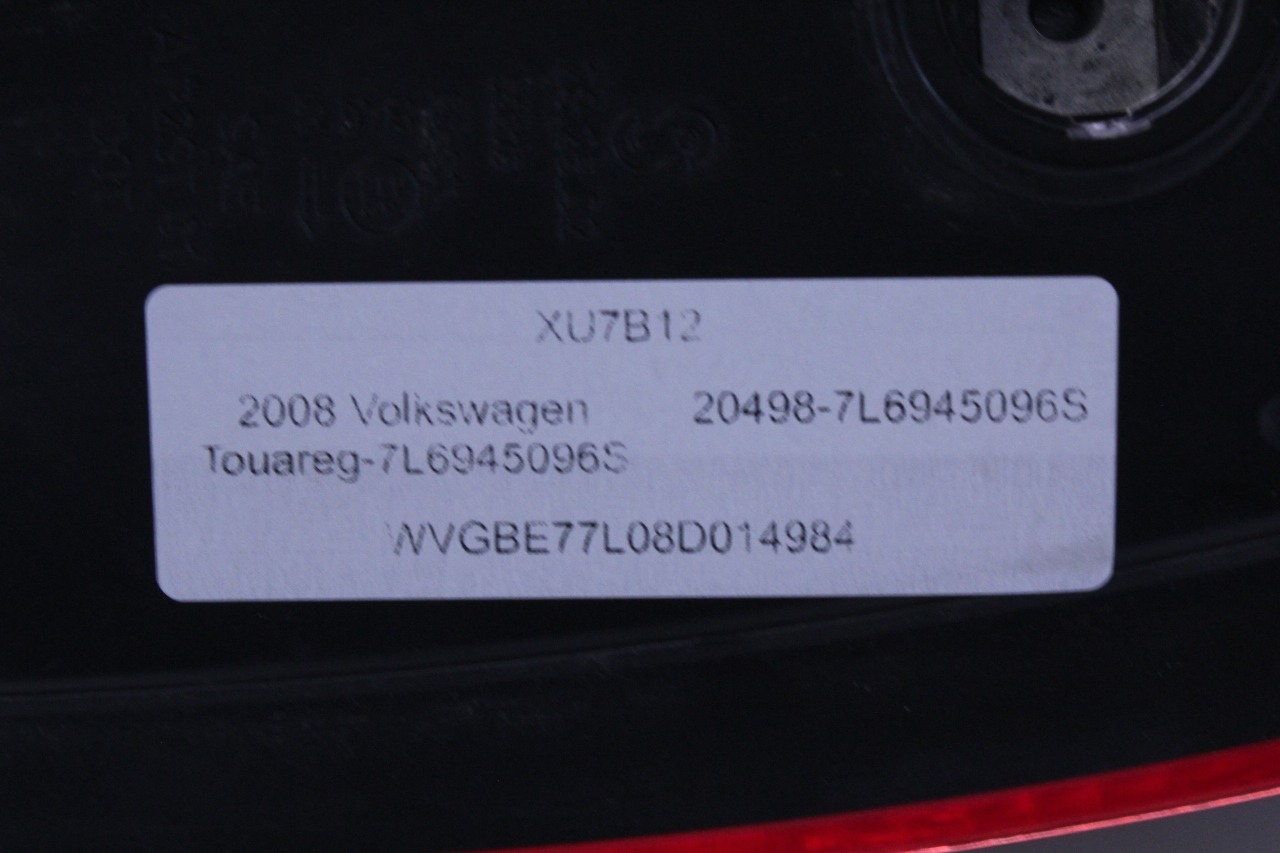 XU7B12
2008 Volkswagen 20498-7L6945096S
Touareg-7L6945096S
WVGBE77L08D014984